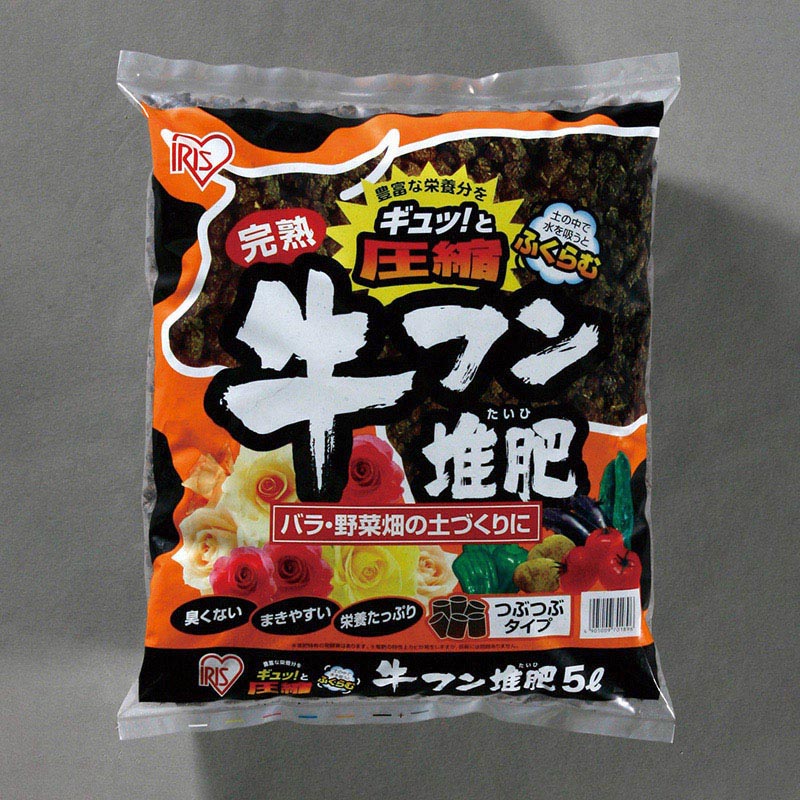 IRIS
豊富な栄養分を
ギュッ!と
圧縮
土の中で
水を吸うと
ふくらむ
完熟
牛フン
たいひ
堆肥
バラ・野菜畑の土づくりに
臭くない
まきやすい
栄養たっぷり
つぶつぶ
タイプ
IRIS
豊富な栄養分を
ギュッ!と
圧縮
ふくらむ
たいひ
牛フン堆肥5ℓ